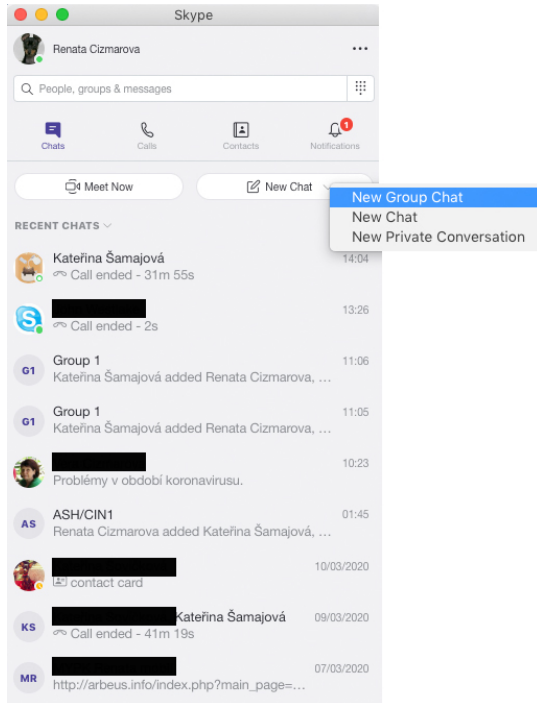 Skype
Renata Cizmarova
People, groups & messages
Chats
Calls
Contacts
Notifications
1
Meet Now
New Chat
New Group Chat
New Chat
New Private Conversation
RECENT CHATS
Kateřina Šamajová
14:04
Call ended - 31m 55s
13:26
Call ended - 2s
G1
Group 1
11:06
Kateřina Šamajová added Renata Cizmarova, …
G1
Group 1
11:05
Kateřina Šamajová added Renata Cizmarova, …
10:23
Problémy v období koronavirusu.
AS
ASH/CIN1
01:45
Renata Cizmarova added Kateřina Šamajová, …
10/03/2020
contact card
KS
Kateřina Šamajová
09/03/2020
Call ended - 41m 19s
MR
07/03/2020
http://arbeus.info/index.php?main_page=…